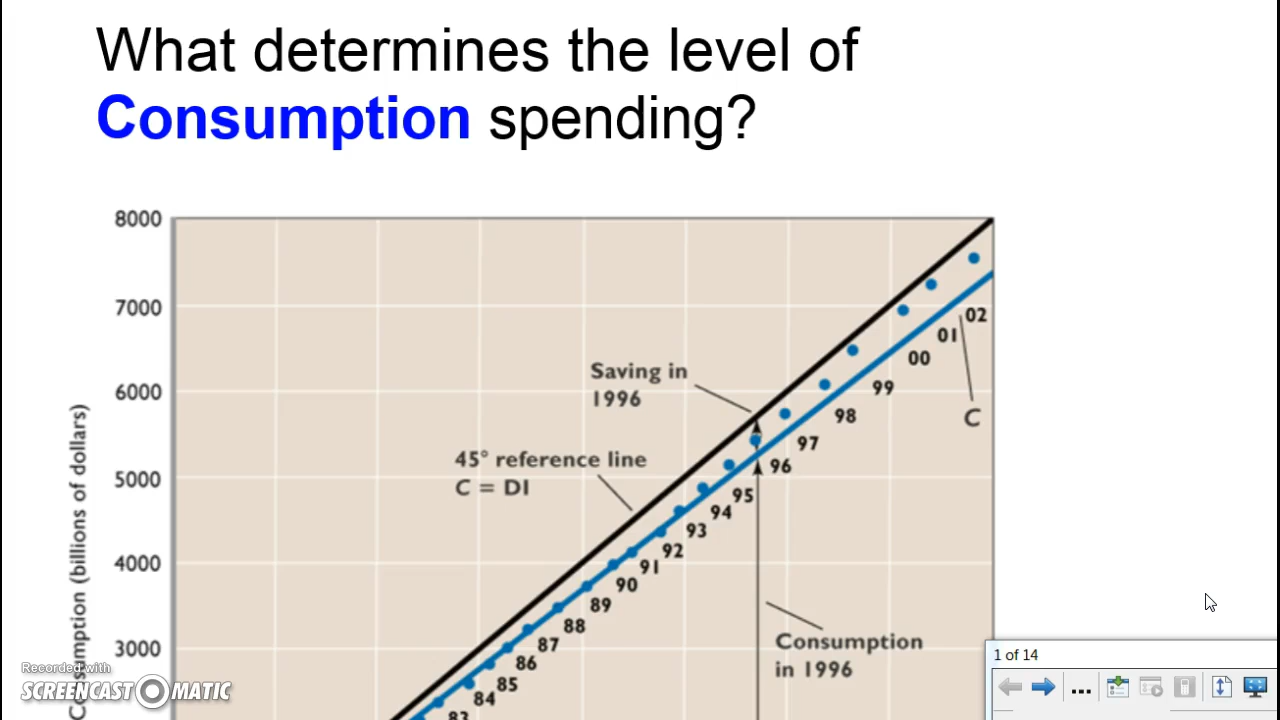 What determines the level of
Consumption spending?
8000
7000
6000
5000
4000
3000
Consumption (billions of dollars)
Saving in
1996
45° reference line
C = DI
Consumption
in 1996
C
02
01
00
99
98
97
96
95
94
93
92
91
90
89
88
87
86
85
84
83
Recorded with
SCREENCAST MATIC
1 of 14